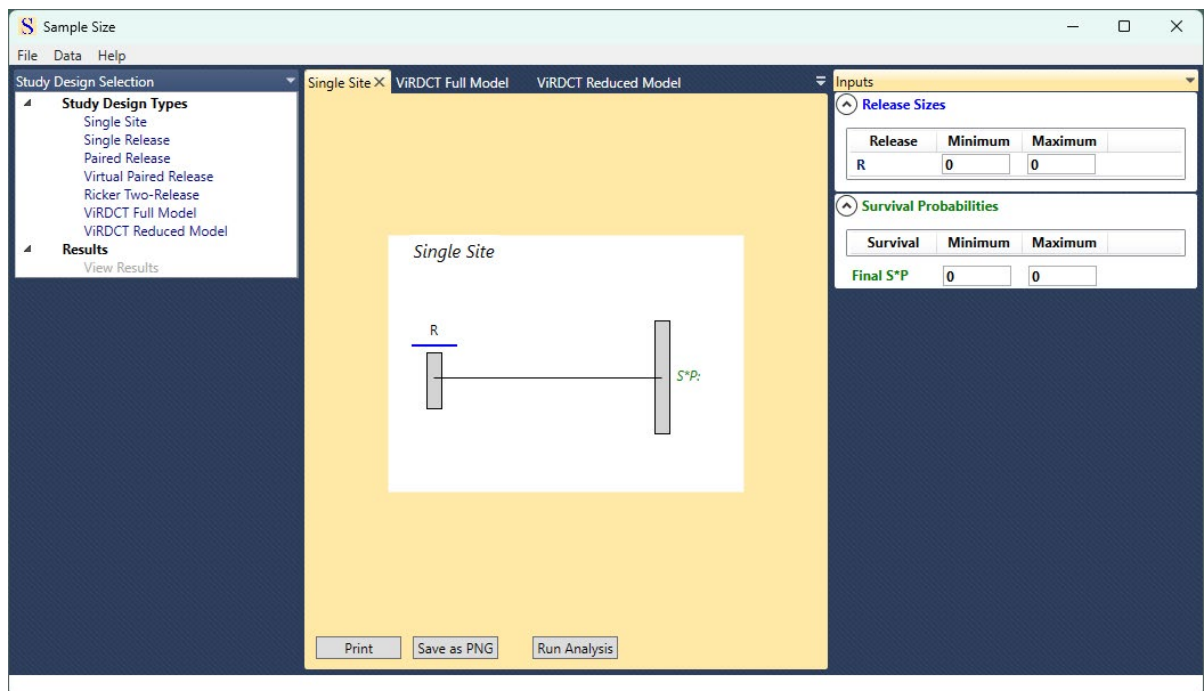 S Sample Size
File Data Help
Study Design Selection
Study Design Types
Single Site
Single Release
Paired Release
Virtual Paired Release
Ricker Two-Release
ViRDCT Full Model
ViRDCT Reduced Model
Results
View Results
Single Site ViRDCT Full Model ViRDCT Reduced Model
Single Site
R
S*P:
Print Save as PNG Run Analysis
Inputs
Release Sizes
Release Minimum Maximum
R 0 0
Survival Probabilities
Survival Minimum Maximum
Final S*P 0 0